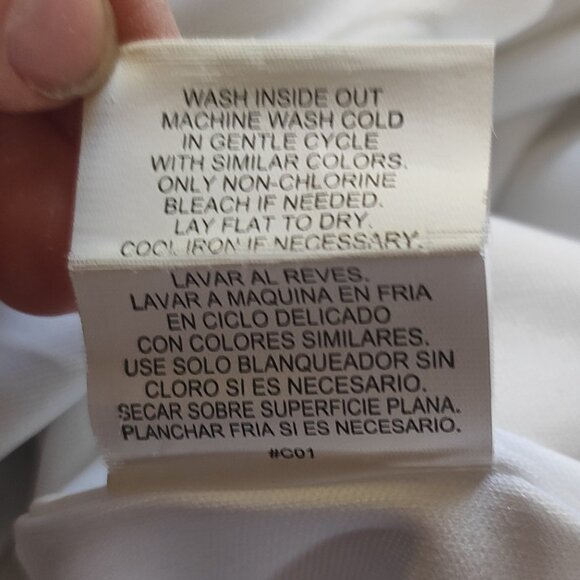 WASH INSIDE OUT
MACHINE WASH COLD
IN GENTLE CYCLE
WITH SIMILAR COLORS.
ONLY NON-CHLORINE
BLEACH IF NEEDED.
LAY FLAT TO DRY.
COOL IRON IF NECESSARY.
LAVAR AL REVES.
LAVAR A MAQUINA EN FRIA
EN CICLO DELICADO
CON COLORES SIMILARES.
USE SOLO BLANQUEADOR SIN
CLORO SI ES NECESARIO.
SECAR SOBRE SUPERFICIE PLANA.
PLANCHAR FRIA SI ES NECESARIO.
#C01